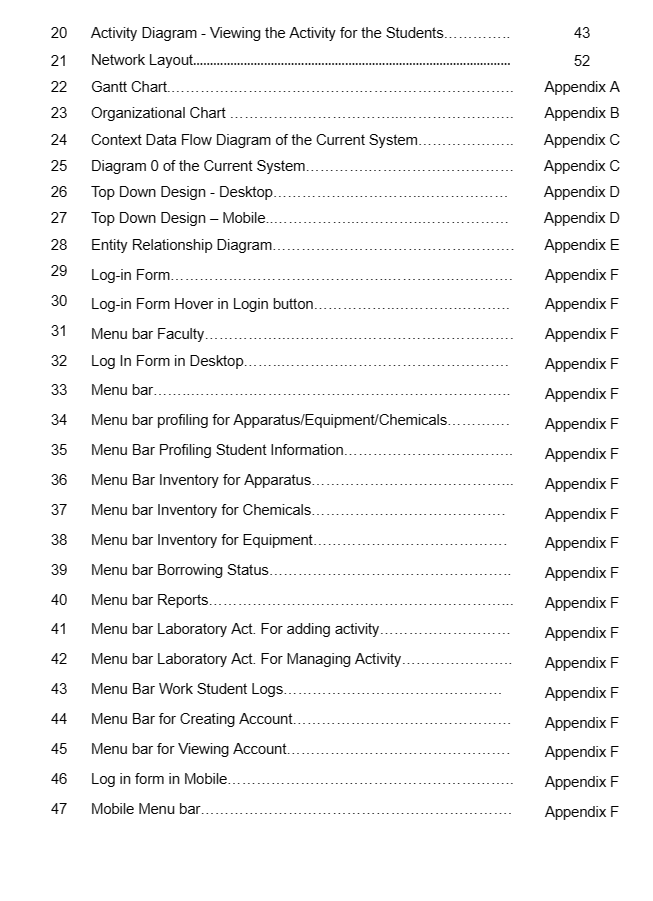 20 Activity Diagram - Viewing the Activity for the Students………….. 43
21 Network Layout............................................................................................... 52
22 Gantt Chart…………………………………………………………….. Appendix A
23 Organizational Chart ………………………………………………….. Appendix B
24 Context Data Flow Diagram of the Current System………………. Appendix C
25 Diagram 0 of the Current System……………………………………. Appendix C
26 Top Down Design - Desktop………………………………………… Appendix D
27 Top Down Design – Mobile..………………………………………… Appendix D
28 Entity Relationship Diagram…………………………………………. Appendix E
29 Log-in Form……………………………………………………………. Appendix F
30 Log-in Form Hover in Login button………………………………….. Appendix F
31 Menu bar Faculty………………………………………………………. Appendix F
32 Log In Form in Desktop……………………………………………… Appendix F
33 Menu bar……………………………………………………………….. Appendix F
34 Menu bar profiling for Apparatus/Equipment/Chemicals…………. Appendix F
35 Menu Bar Profiling Student Information…………………………….. Appendix F
36 Menu Bar Inventory for Apparatus…………………………………... Appendix F
37 Menu bar Inventory for Chemicals………………………………… Appendix F
38 Menu bar Inventory for Equipment………………………………… Appendix F
39 Menu bar Borrowing Status………………………………………….. Appendix F
40 Menu bar Reports……………………………………………………... Appendix F
41 Menu bar Laboratory Act. For adding activity……………………… Appendix F
42 Menu bar Laboratory Act. For Managing Activity………………….. Appendix F
43 Menu Bar Work Student Logs……………………………………… Appendix F
44 Menu Bar for Creating Account……………………………………… Appendix F
45 Menu bar for Viewing Account………………………………………. Appendix F
46 Log in form in Mobile………………………………………………….. Appendix F
47 Mobile Menu bar………………………………………………………. Appendix F